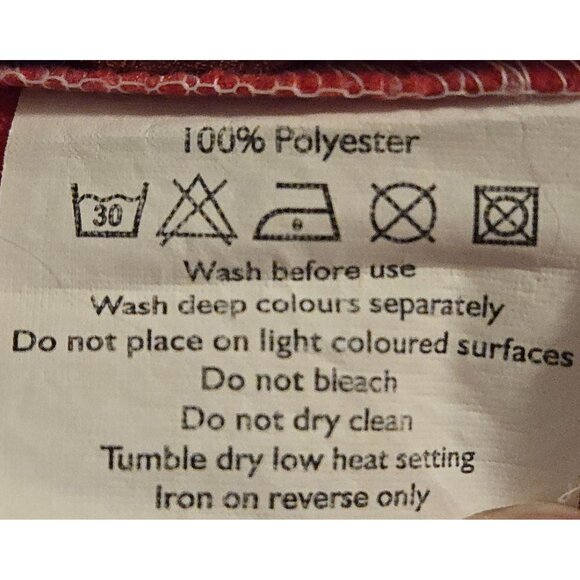 100% Polyester
30
Wash before use
Wash deep colours separately
Do not place on light coloured surfaces
Do not bleach
Do not dry clean
Tumble dry low heat setting
Iron on reverse only